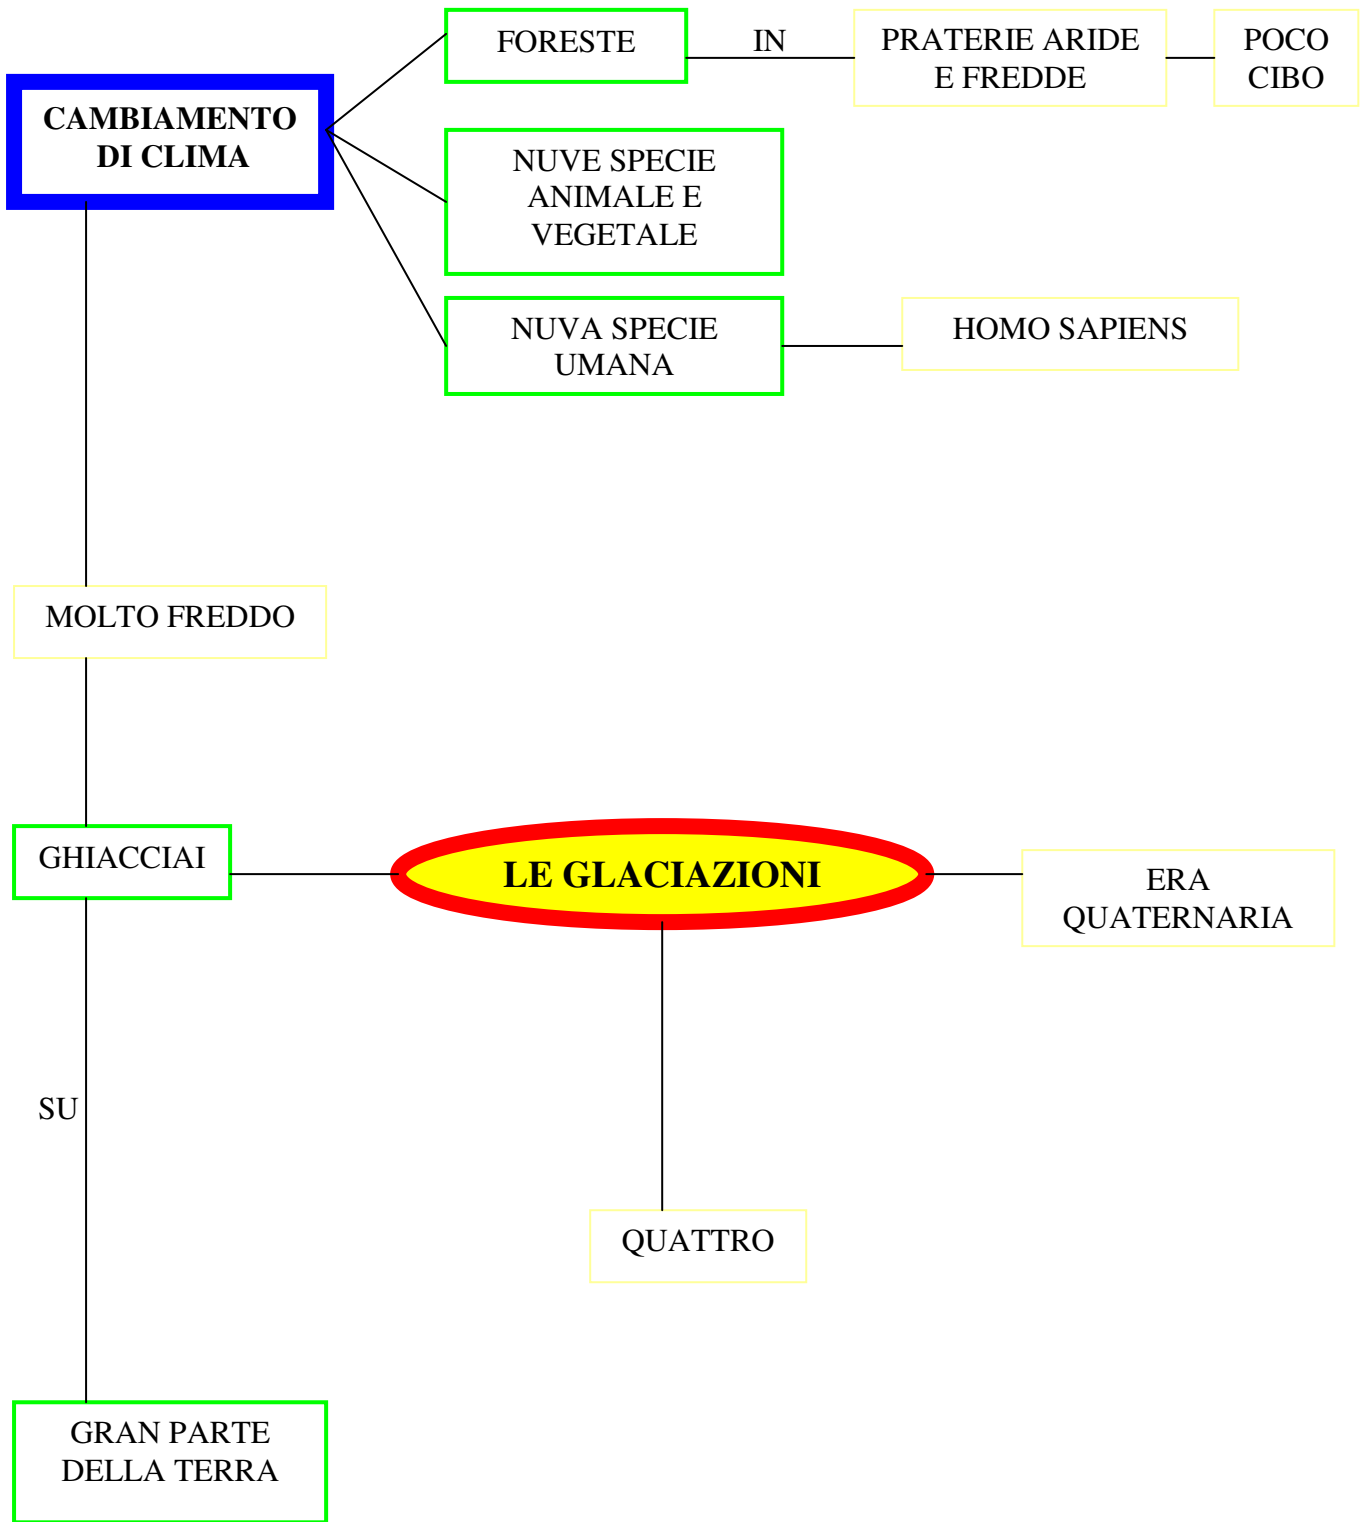 FORESTE
IN
PRATERIE ARIDE
E FREDDE
POCO
CIBO
CAMBIAMENTO
DI CLIMA
NUVE SPECIE
ANIMALE E
VEGETALE
NUVA SPECIE
UMANA
HOMO SAPIENS
MOLTO FREDDO
GHIACCIAI
LE GLACIAZIONI
ERA
QUATERNARIA
SU
QUATTRO
GRAN PARTE
DELLA TERRA